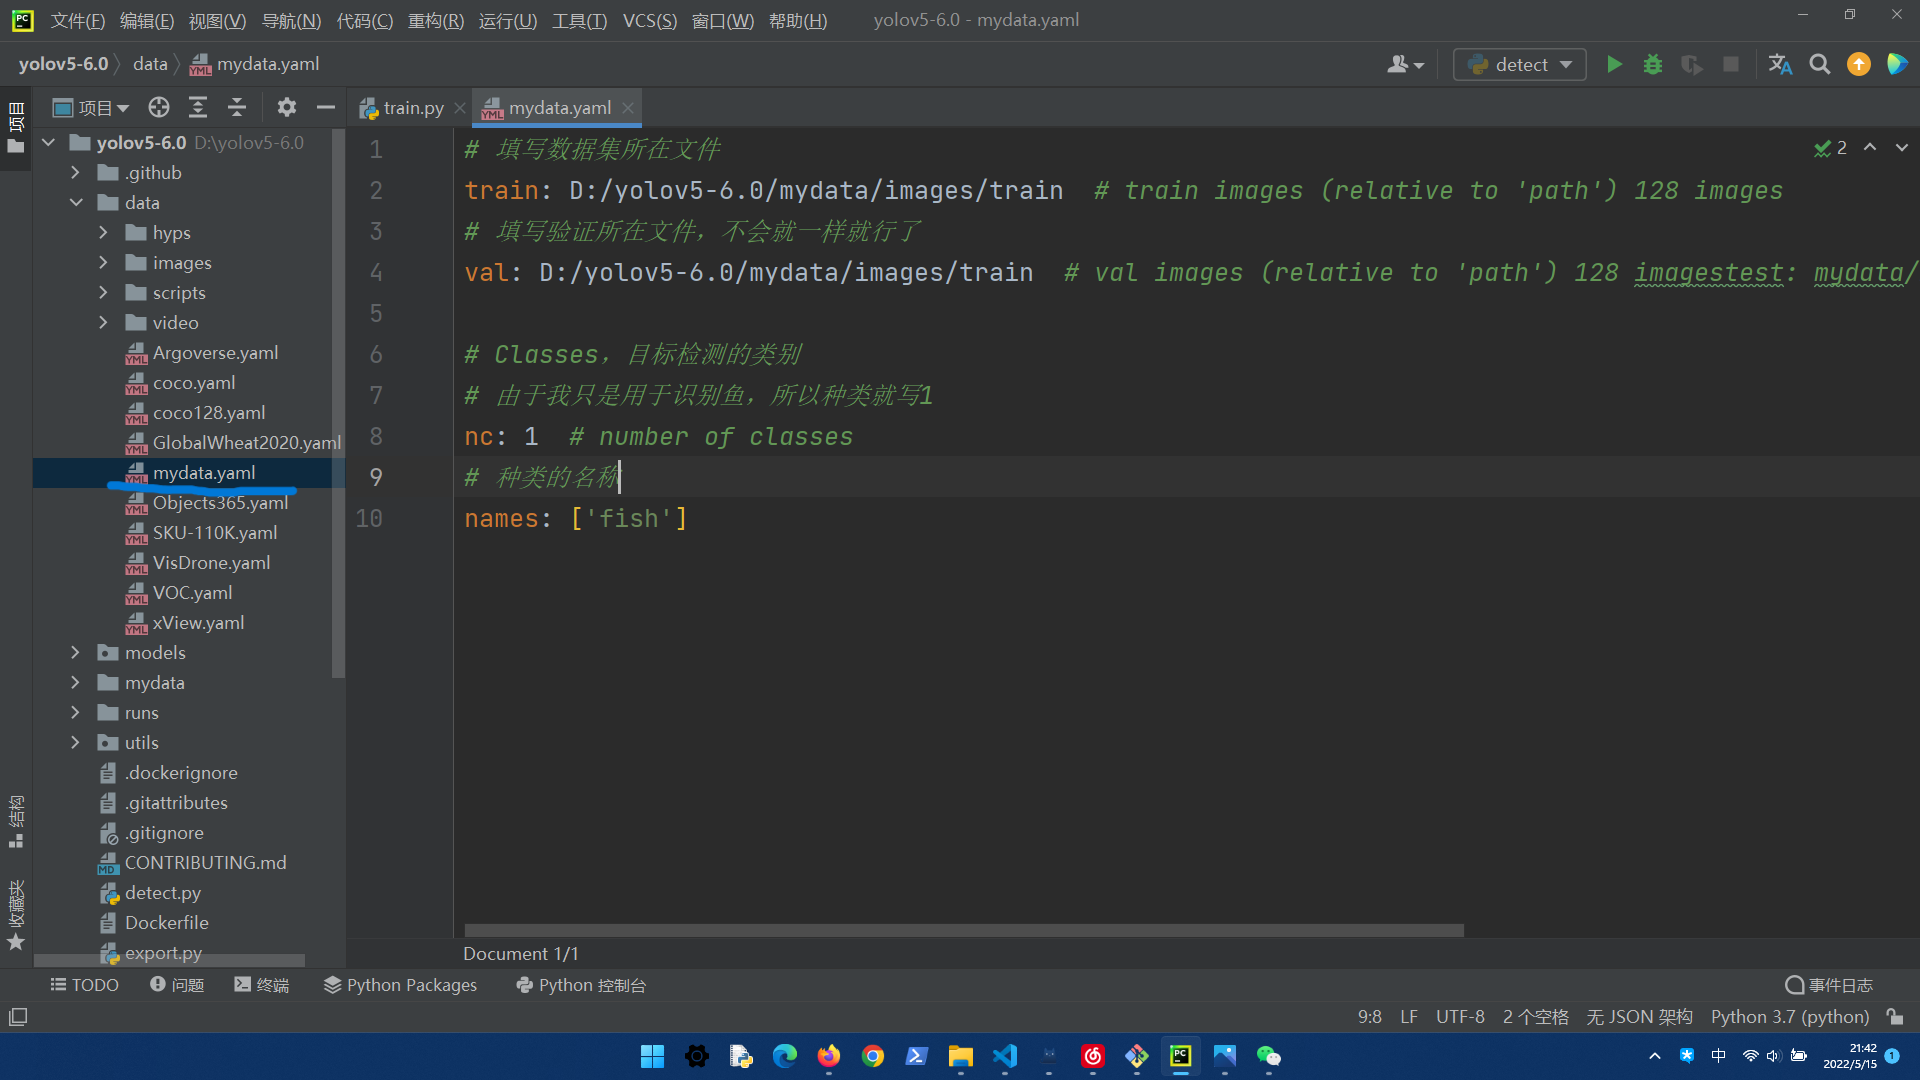 文件(F) 编辑(E) 视图(V) 导航(N) 代码(C) 重构(R) 运行(U) 工具(T) VCS(S) 窗口(W) 帮助(H) yolov5-6.0 - mydata.yaml
yolov5-6.0 data mydata.yaml detect
项目 train.py mydata.yaml
项目
yolov5-6.0 D:\yolov5-6.0
.github
data
hyps
images
scripts
video
Argoverse.yaml
coco.yaml
coco128.yaml
GlobalWheat2020.yaml
mydata.yaml
Objects365.yaml
SKU-110K.yaml
VisDrone.yaml
VOC.yaml
xView.yaml
models
mydata
runs
utils
.dockerignore
.gitattributes
.gitignore
CONTRIBUTING.md
detect.py
Dockerfile
export.py
结构
收藏夹
1 # 填写数据集所在文件
2 train: D:/yolov5-6.0/mydata/images/train # train images (relative to 'path') 128 images
3 # 填写验证所在文件，不会就一样就行了
4 val: D:/yolov5-6.0/mydata/images/train # val images (relative to 'path') 128 imagestest: mydata/
5
6 # Classes，目标检测的类别
7 # 由于我只是用于识别鱼，所以种类就写1
8 nc: 1 # number of classes
9 # 种类的名称
10 names: ['fish']
2
Document 1/1
TODO 问题 终端 Python Packages Python 控制台 事件日志
9:8 LF UTF-8 2 个空格 无 JSON 架构 Python 3.7 (python)
中 21:42
2022/5/15 1